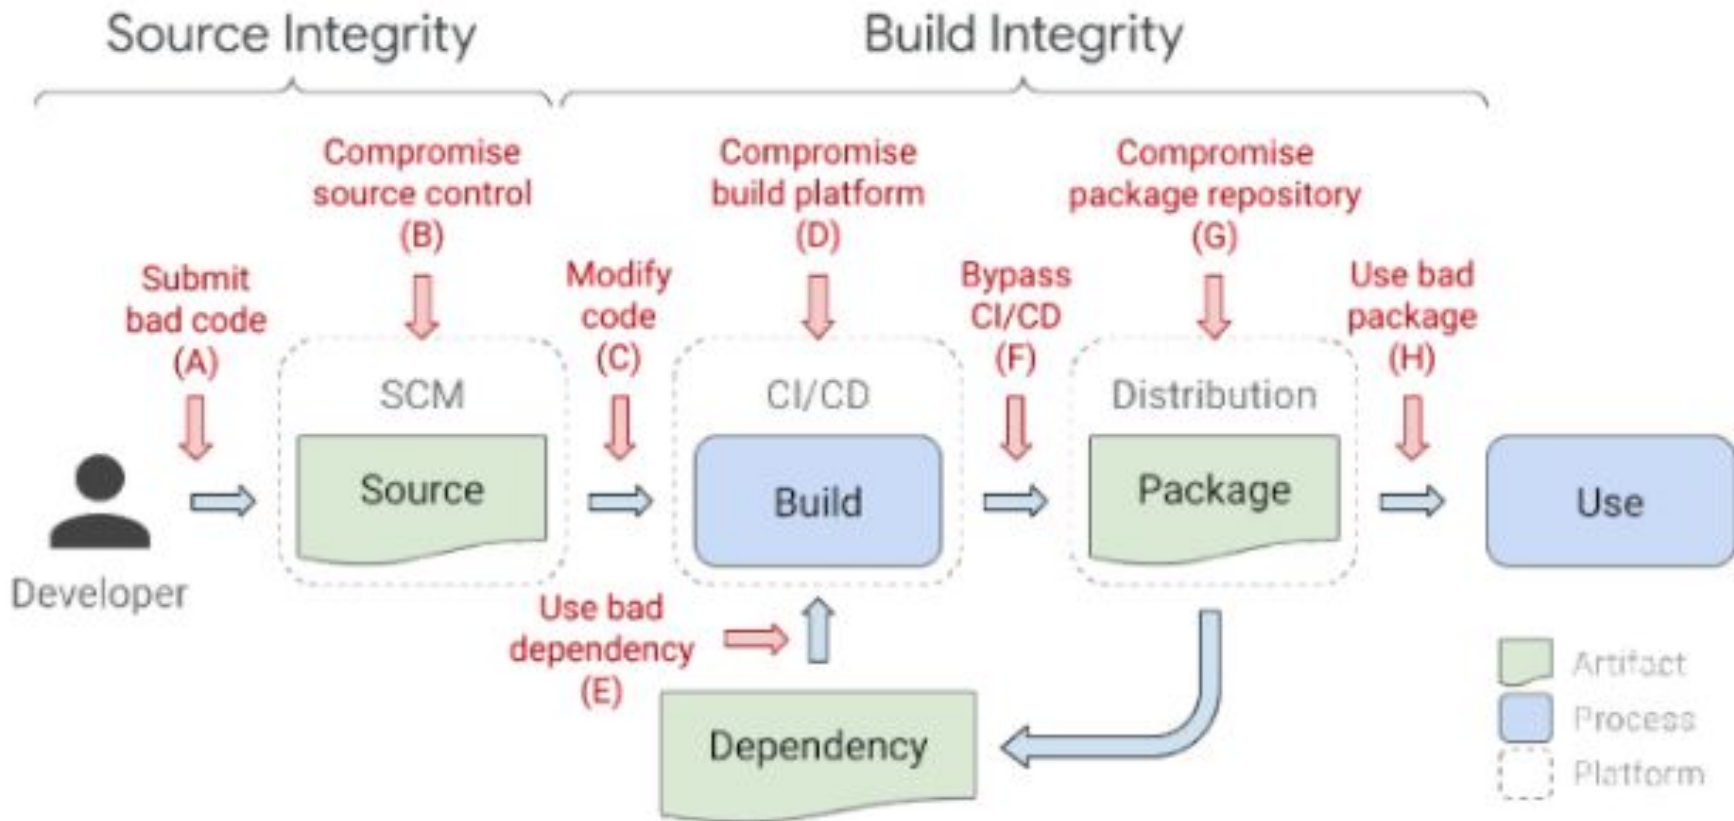 Source Integrity
Build Integrity
Compromise
source control
(B)
Compromise
build platform
(D)
Compromise
package repository
(G)
Submit
bad code
(A)
Modify
code
(C)
Bypass
CI/CD
(F)
Use bad
package
(H)
SCM
CI/CD
Distribution
Source
Build
Package
Use
Developer
Use bad
dependency
(E)
Dependency
Artifact
Process
Platform